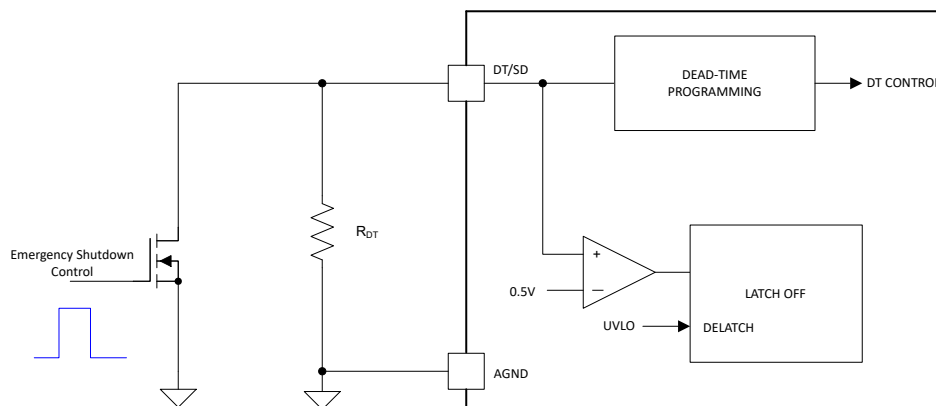 DT/SD
DEAD-TIME
PROGRAMMING
DT CONTROL
RDT
Emergency Shutdown
Control
+
0.5V
−
LATCH OFF
UVLO
DELATCH
AGND